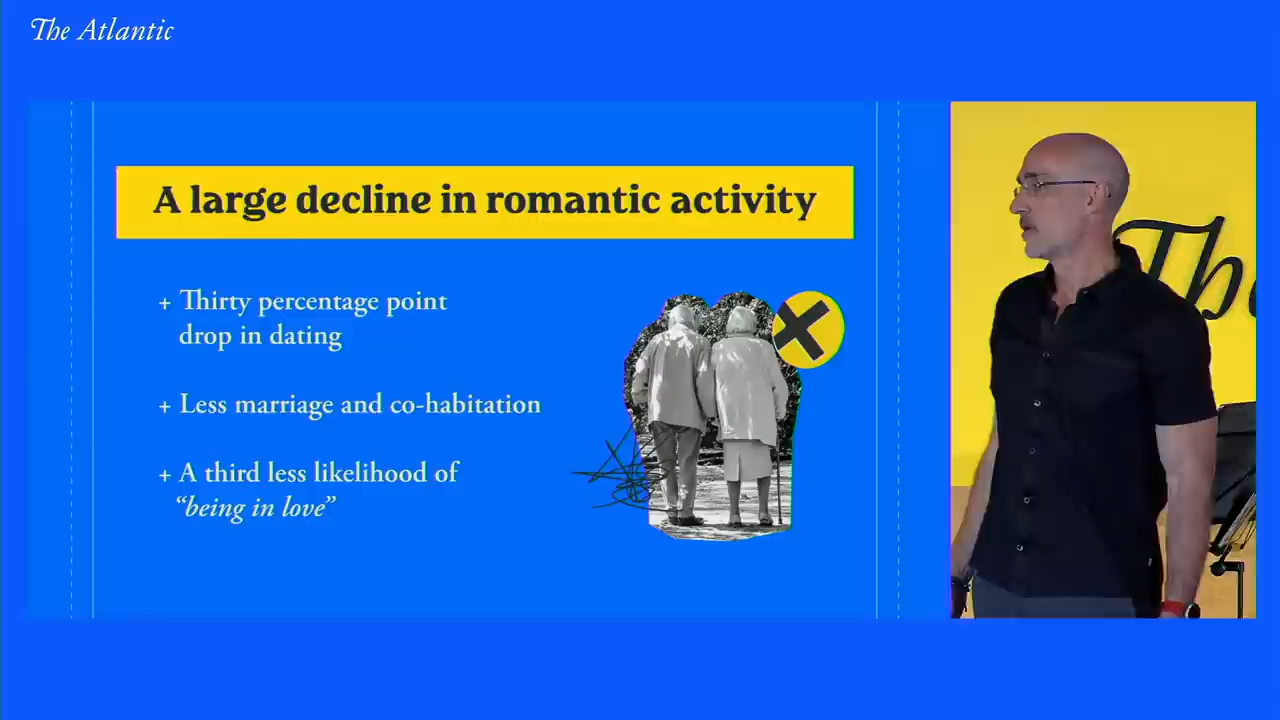 The Atlantic
A large decline in romantic activity
+ Thirty percentage point
drop in dating
+ Less marriage and co-habitation
+ A third less likelihood of
“being in love”
The